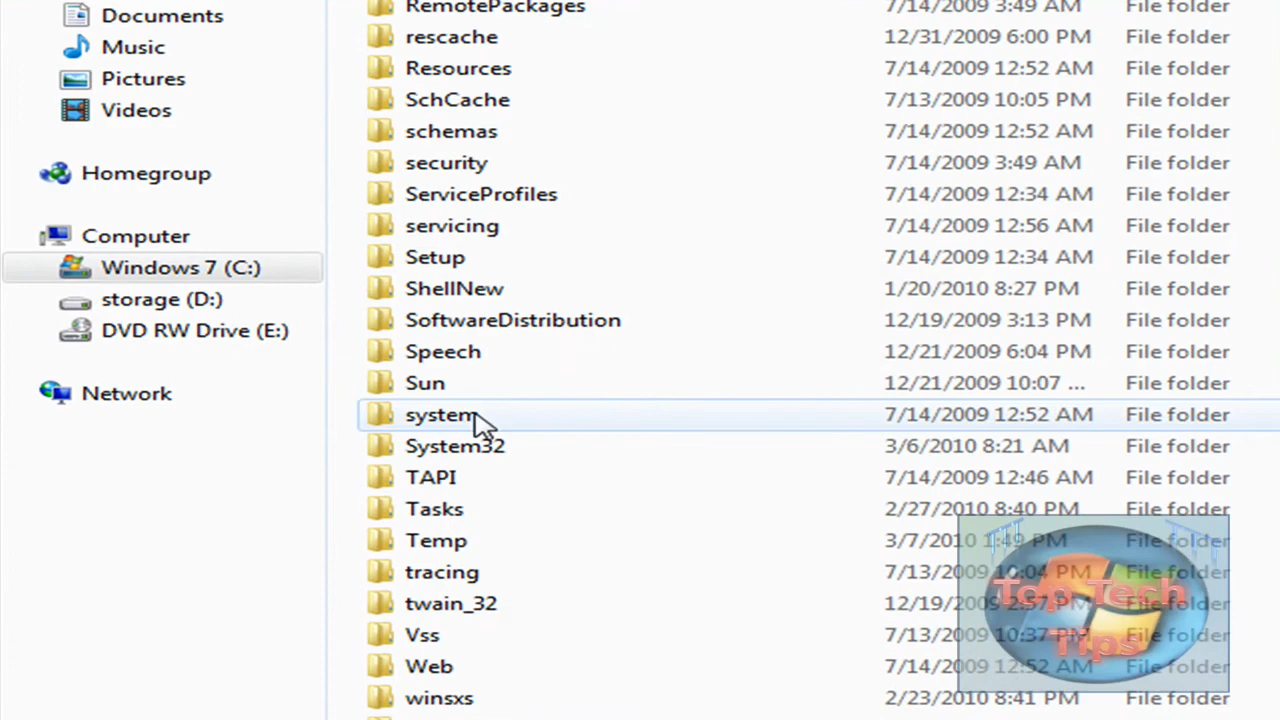 Documents
Music
Pictures
Videos
Homegroup
Computer
Windows 7 (C:)
storage (D:)
DVD RW Drive (E:)
Network
RemotePackages 7/14/2009 3:49 AM File folder
rescache 12/31/2009 6:00 PM File folder
Resources 7/14/2009 12:52 AM File folder
SchCache 7/13/2009 10:05 PM File folder
schemas 7/14/2009 12:52 AM File folder
security 7/14/2009 3:49 AM File folder
ServiceProfiles 7/14/2009 12:34 AM File folder
servicing 7/14/2009 12:56 AM File folder
Setup 7/14/2009 12:34 AM File folder
ShellNew 1/20/2010 8:27 PM File folder
SoftwareDistribution 12/19/2009 3:13 PM File folder
Speech 12/21/2009 6:04 PM File folder
Sun 12/21/2009 10:07 ... File folder
system 7/14/2009 12:52 AM File folder
System32 3/6/2010 8:21 AM File folder
TAPI 7/14/2009 12:46 AM File folder
Tasks 2/27/2010 8:40 PM File folder
Temp 3/7/2010 1:49 PM File folder
tracing 7/13/2009 10:04 PM File folder
twain_32 12/19/2009 2:57 PM File folder
Vss 7/13/2009 10:37 PM File folder
Web 7/14/2009 12:52 AM File folder
winsxs 2/23/2010 8:41 PM File folder
Top Tech
Tips